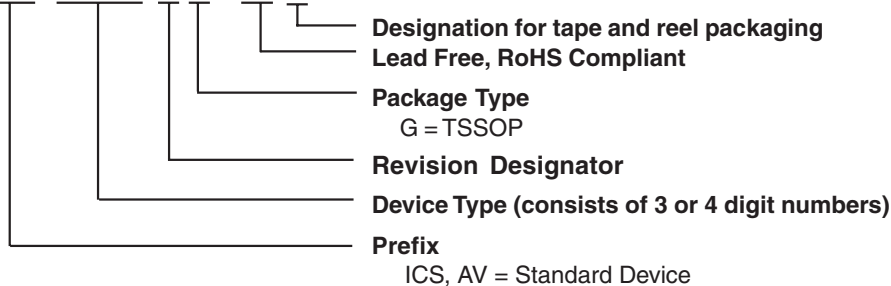 Designation for tape and reel packaging
Lead Free, RoHS Compliant
Package Type
G = TSSOP
Revision Designator
Device Type (consists of 3 or 4 digit numbers)
Prefix
ICS, AV = Standard Device